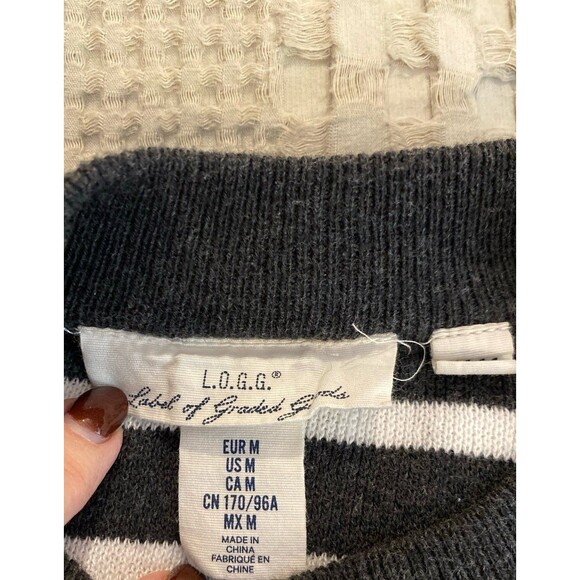 L.O.G.G.®
Label of Graded Goods
EUR M
US M
CA M
CN 170/96A
MX M
MADE IN
CHINA
FABRIQUÉ EN
CHINE